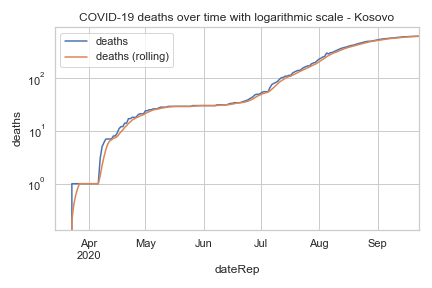 COVID-19 deaths over time with logarithmic scale - Kosovo
deaths
deaths (rolling)
10²
10¹
10⁰
deaths
Apr
2020
May
Jun
Jul
Aug
Sep
dateRep